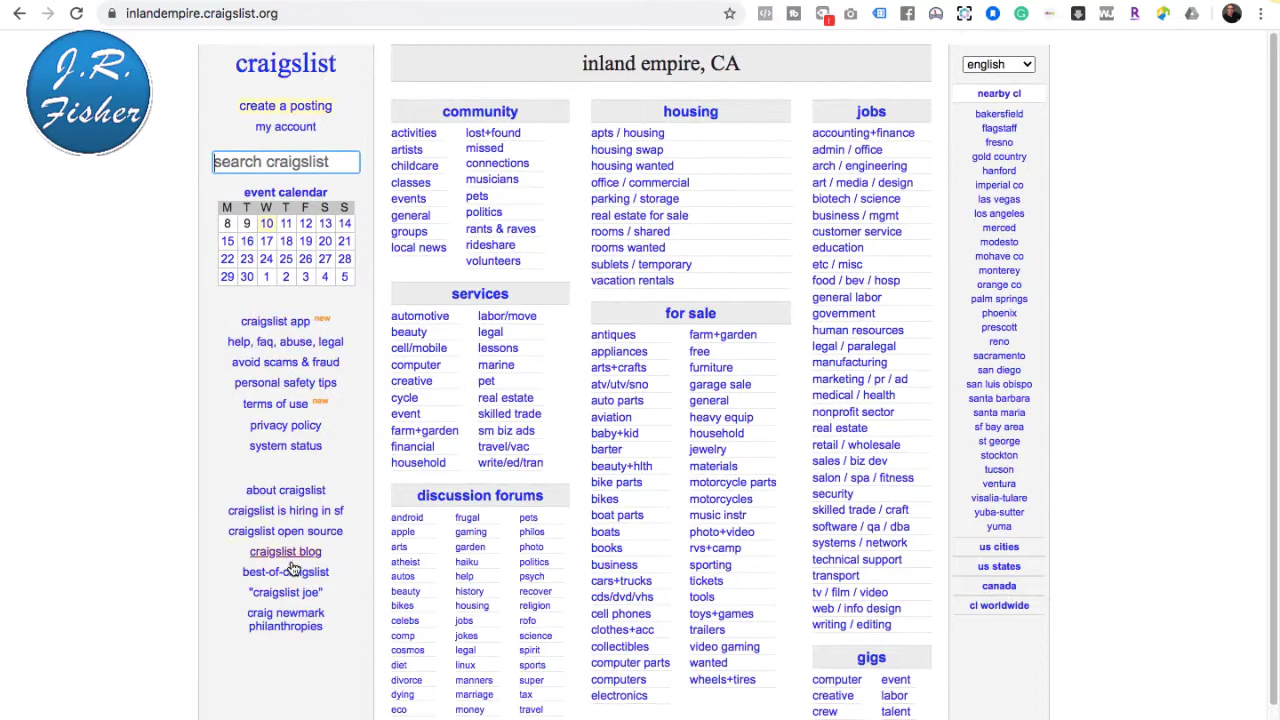 inlandempire.craigslist.org
J.R.
Fisher
craigslist
create a posting
my account
search craigslist
event calendar
M T W T F S S
8 9 10 11 12 13 14
15 16 17 18 19 20 21
22 23 24 25 26 27 28
29 30 1 2 3 4 5
craigslist app new
help, faq, abuse, legal
avoid scams & fraud
personal safety tips
terms of use new
privacy policy
system status
about craigslist
craigslist is hiring in sf
craigslist open source
craigslist blog
best-of-craigslist
"craigslist joe"
craig newmark
philanthropies
inland empire, CA
community
activities
artists
childcare
classes
events
general
groups
local news
lost+found
missed
connections
musicians
pets
politics
rants & raves
rideshare
volunteers
services
automotive
beauty
cell/mobile
computer
creative
cycle
event
farm+garden
financial
household
labor/move
legal
lessons
marine
pet
real estate
skilled trade
sm biz ads
travel/vac
write/ed/tran
discussion forums
android
apple
arts
atheist
autos
beauty
bikes
celebs
comp
cosmos
diet
divorce
dying
eco
frugal
gaming
garden
haiku
help
history
housing
jobs
jokes
legal
linux
manners
marriage
money
pets
philos
photo
politics
psych
recover
religion
rofo
science
spirit
sports
super
tax
travel
housing
apts / housing
housing swap
housing wanted
office / commercial
parking / storage
real estate for sale
rooms / shared
rooms wanted
sublets / temporary
vacation rentals
for sale
antiques
appliances
arts+crafts
atv/utv/sno
auto parts
aviation
baby+kid
barter
beauty+hlth
bike parts
bikes
boat parts
boats
books
business
cars+trucks
cds/dvd/vhs
cell phones
clothes+acc
collectibles
computer parts
computers
electronics
farm+garden
free
furniture
garage sale
general
heavy equip
household
jewelry
materials
motorcycle parts
motorcycles
music instr
photo+video
rvs+camp
sporting
tickets
tools
toys+games
trailers
video gaming
wanted
wheels+tires
jobs
accounting+finance
admin / office
arch / engineering
art / media / design
biotech / science
business / mgmt
customer service
education
etc / misc
food / bev / hosp
general labor
government
human resources
legal / paralegal
manufacturing
marketing / pr / ad
medical / health
nonprofit sector
real estate
retail / wholesale
sales / biz dev
salon / spa / fitness
security
skilled trade / craft
software / qa / dba
systems / network
technical support
transport
tv / film / video
web / info design
writing / editing
gigs
computer
creative
crew
event
labor
talent
english
nearby cl
bakersfield
flagstaff
fresno
gold country
hanford
imperial co
las vegas
los angeles
merced
modesto
mohave co
monterey
orange co
palm springs
phoenix
prescott
reno
sacramento
san diego
san luis obispo
santa barbara
santa maria
sf bay area
st george
stockton
tucson
ventura
visalia-tulare
yuba-sutter
yuma
us cities
us states
canada
cl worldwide